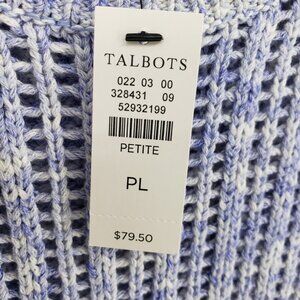 TALBOTS
022 03 00
328431 09
52932199
PETITE
PL
$79.50